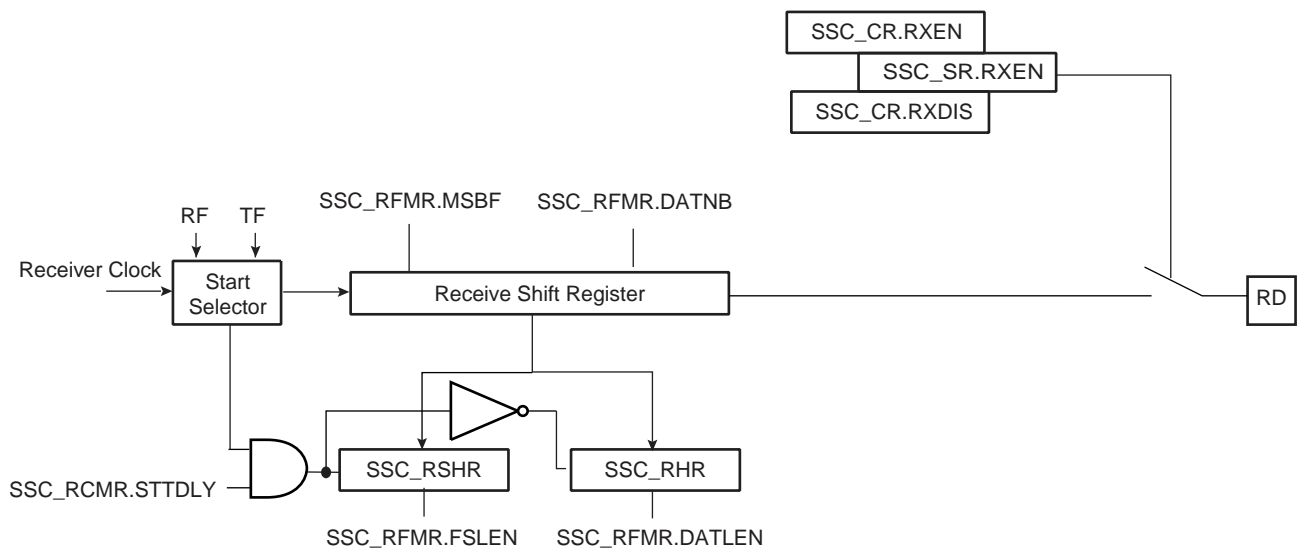 SSC_CR.RXEN
SSC_SR.RXEN
SSC_CR.RXDIS
SSC_RFMR.MSBF
SSC_RFMR.DATNB
RF
TF
Receiver Clock
Start
Selector
Receive Shift Register
RD
SSC_RSHR
SSC_RHR
SSC_RCMR.STTDLY
SSC_RFMR.FSLEN
SSC_RFMR.DATLEN